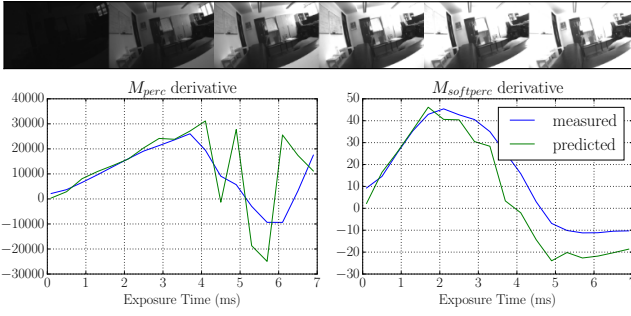 M_perc derivative
40000
30000
20000
10000
0
−10000
−20000
−30000
0 1 2 3 4 5 6 7
Exposure Time (ms)
M_softperc derivative
50
40
30
20
10
0
−10
−20
−30
0 1 2 3 4 5 6 7
Exposure Time (ms)
measured
predicted